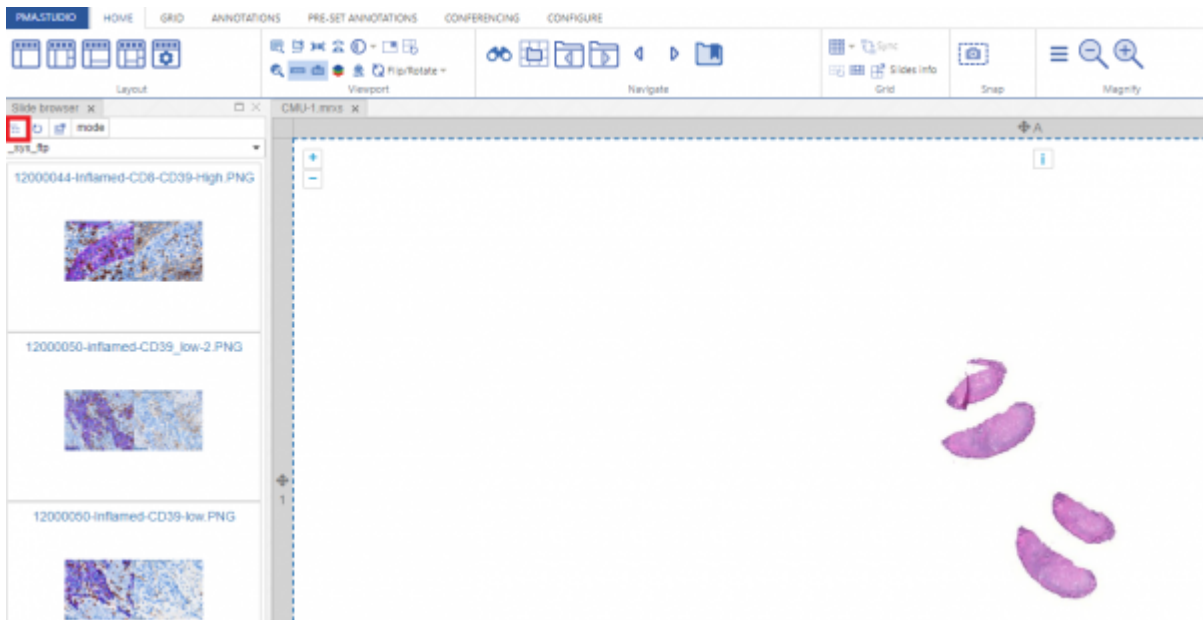 PMA.STUDIO HOME GRID ANNOTATIONS PRE-SET ANNOTATIONS CONFERENCING CONFIGURE
Flip/Rotate
Sync
Slides info
Layout Viewport Navigate Grid Snap Magnify
Slide browser x CMU-1.mrxs x
mode
_sys_ftp
A
12000044-Inflamed-CD8-CD39-High.PNG
12000050-inflamed-CD39_low-2.PNG
1
12000050-Inflamed-CD39-low.PNG